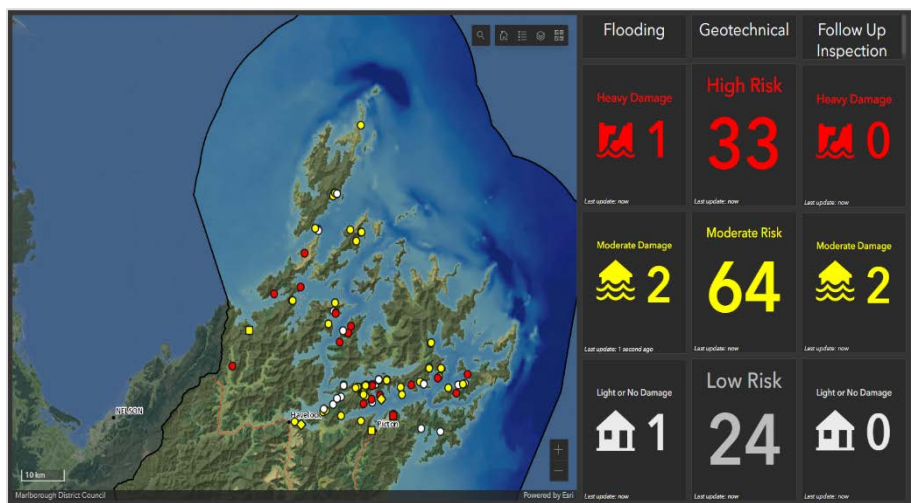 Flooding
Geotechnical
Follow Up
Inspection
Heavy Damage
1
Last update: now
High Risk
33
Last update: now
Heavy Damage
0
Last update: now
Moderate Damage
2
Last update: 1 second ago
Moderate Risk
64
Last update: now
Moderate Damage
2
Last update: now
Light or No Damage
1
Last update: now
Low Risk
24
Last update: now
Light or No Damage
0
Last update: now
NELSON
Picton
10 km
Marlborough District Council
Powered by Esri